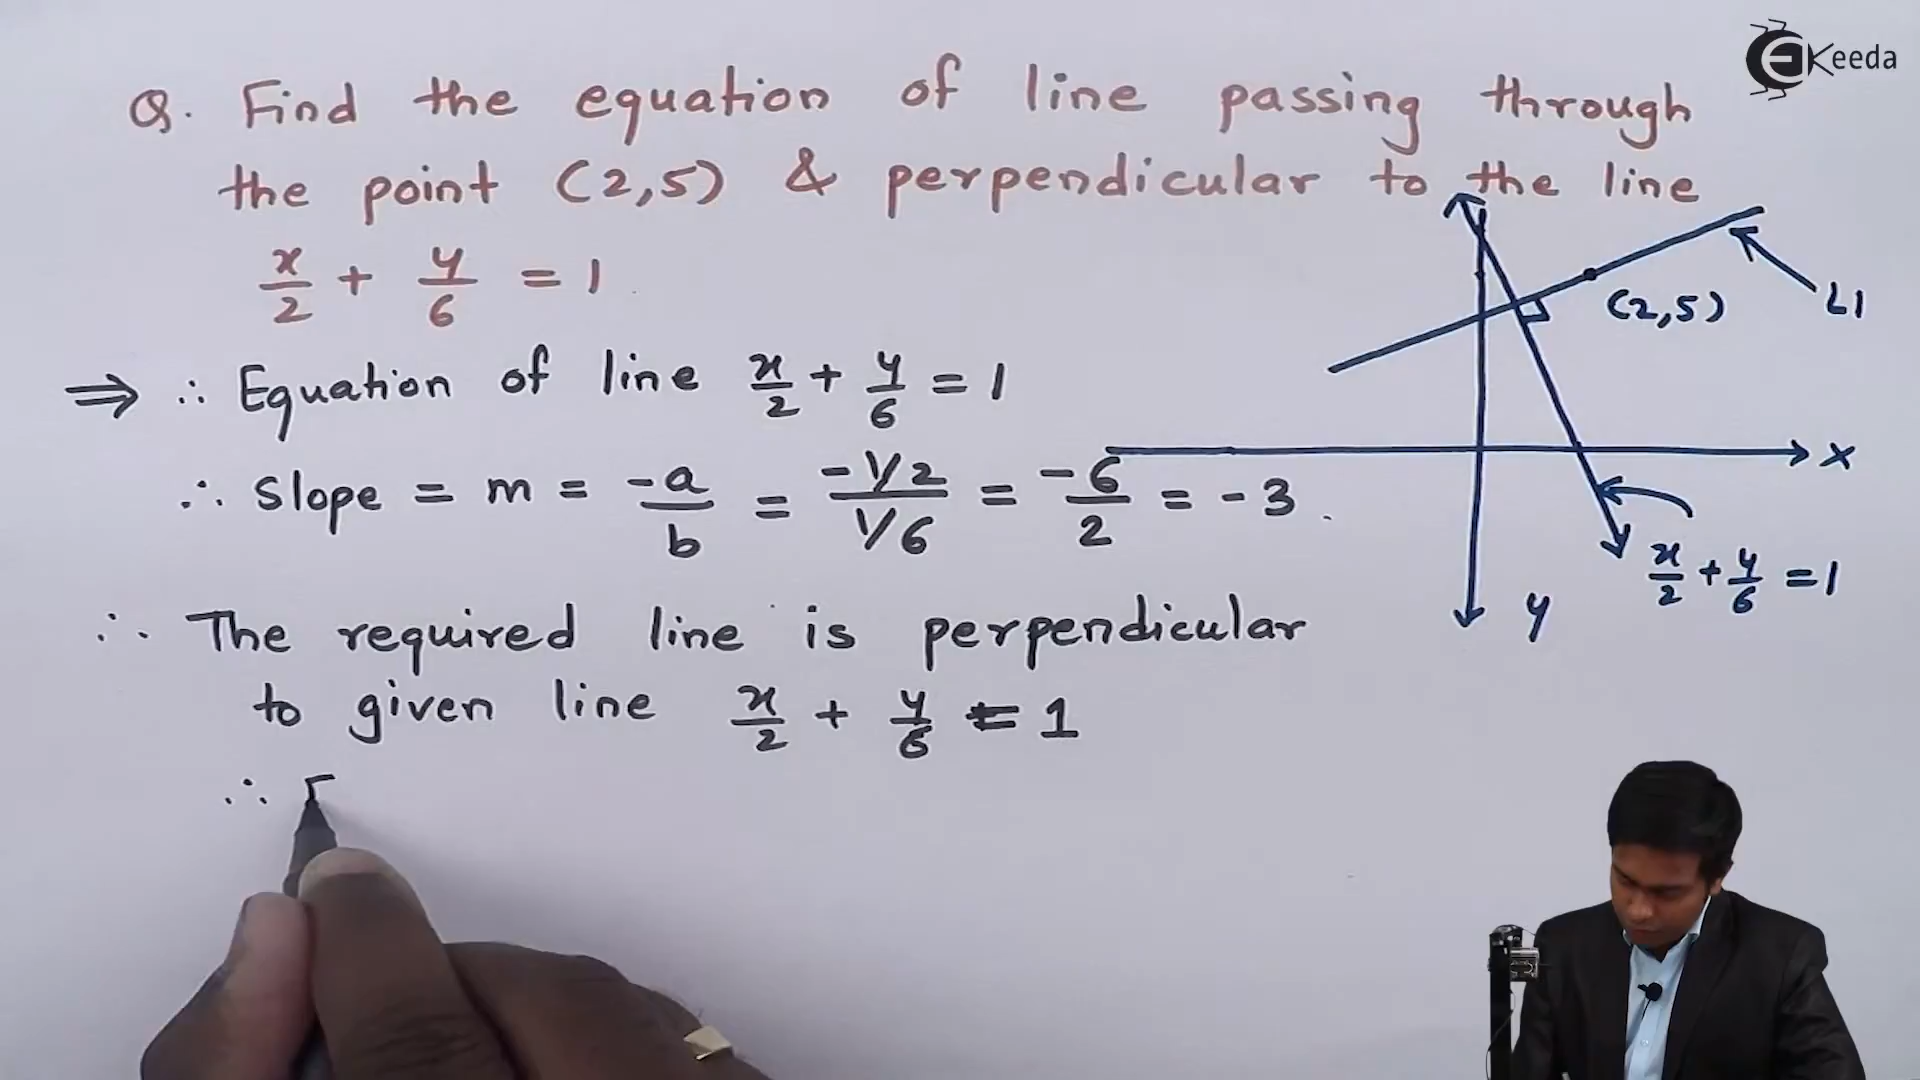 Keeda
Q. Find the equation of line passing through
the point (2,5) & perpendicular to the line
x/2 + y/6 = 1
⇒ ∴ Equation of line x/2 + y/6 = 1
∴ slope = m = -a/b = -1/2 / 1/6 = -6/2 = -3
∴ The required line is perpendicular
to given line x/2 + y/6 = 1
∴
(2,5)
L1
x
x/2 + y/6 = 1
y